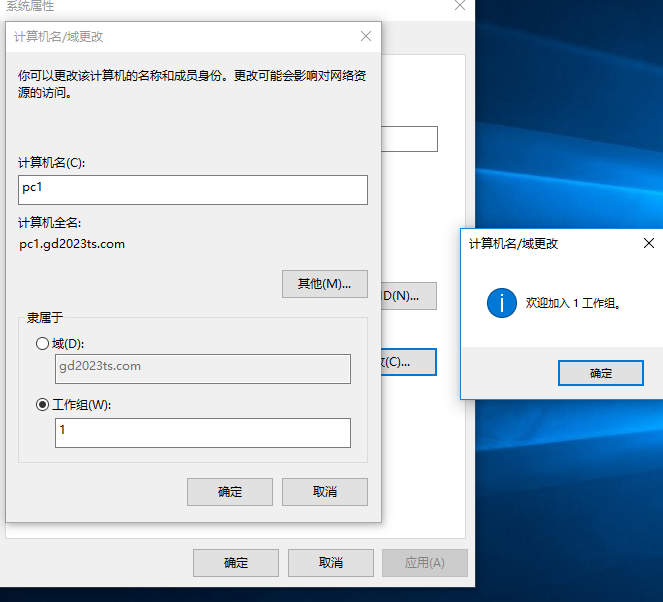 系统属性
计算机名/域更改
你可以更改该计算机的名称和成员身份。更改可能会影响对网络资
源的访问。
计算机名(C):
pc1
计算机全名:
pc1.gd2023ts.com
其他(M)...
ID(N)...
隶属于
域(D):
gd2023ts.com
(C)...
工作组(W):
1
确定
取消
确定
取消
应用(A)
计算机名/域更改
欢迎加入 1 工作组。
确定